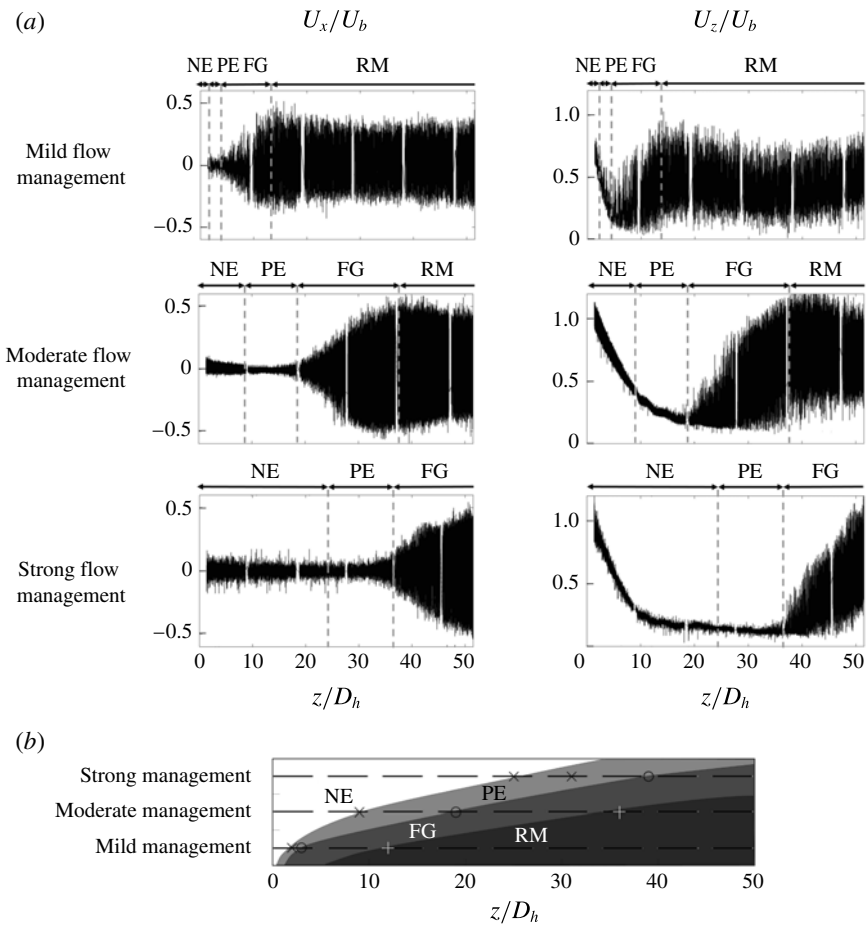 (a)
U_x/U_b
U_z/U_b
NE PE FG RM
NE PE FG RM
0.5
0
−0.5
Mild flow
management
1.0
0.5
0
NE PE FG RM
NE PE FG RM
0.5
0
−0.5
Moderate flow
management
1.0
0.5
0
NE PE FG
NE PE FG
0.5
0
−0.5
Strong flow
management
1.0
0.5
0 10 20 30 40 50
0 10 20 30 40 50
z/D_h
z/D_h
(b)
Strong management
NE PE
Moderate management
FG RM
Mild management
0 10 20 30 40 50
z/D_h